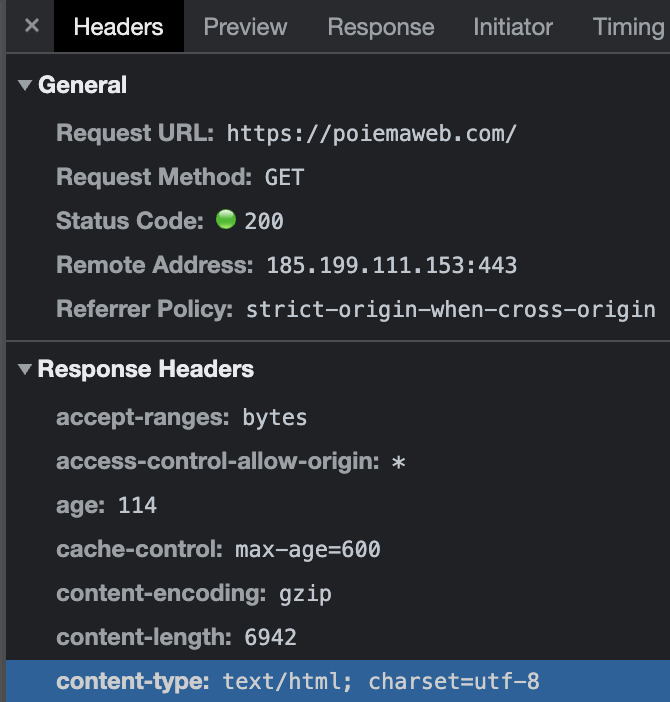 × Headers Preview Response Initiator Timing
▼ General
Request URL: https://poiemaweb.com/
Request Method: GET
Status Code: 200
Remote Address: 185.199.111.153:443
Referrer Policy: strict-origin-when-cross-origin
▼ Response Headers
accept-ranges: bytes
access-control-allow-origin: *
age: 114
cache-control: max-age=600
content-encoding: gzip
content-length: 6942
content-type: text/html; charset=utf-8